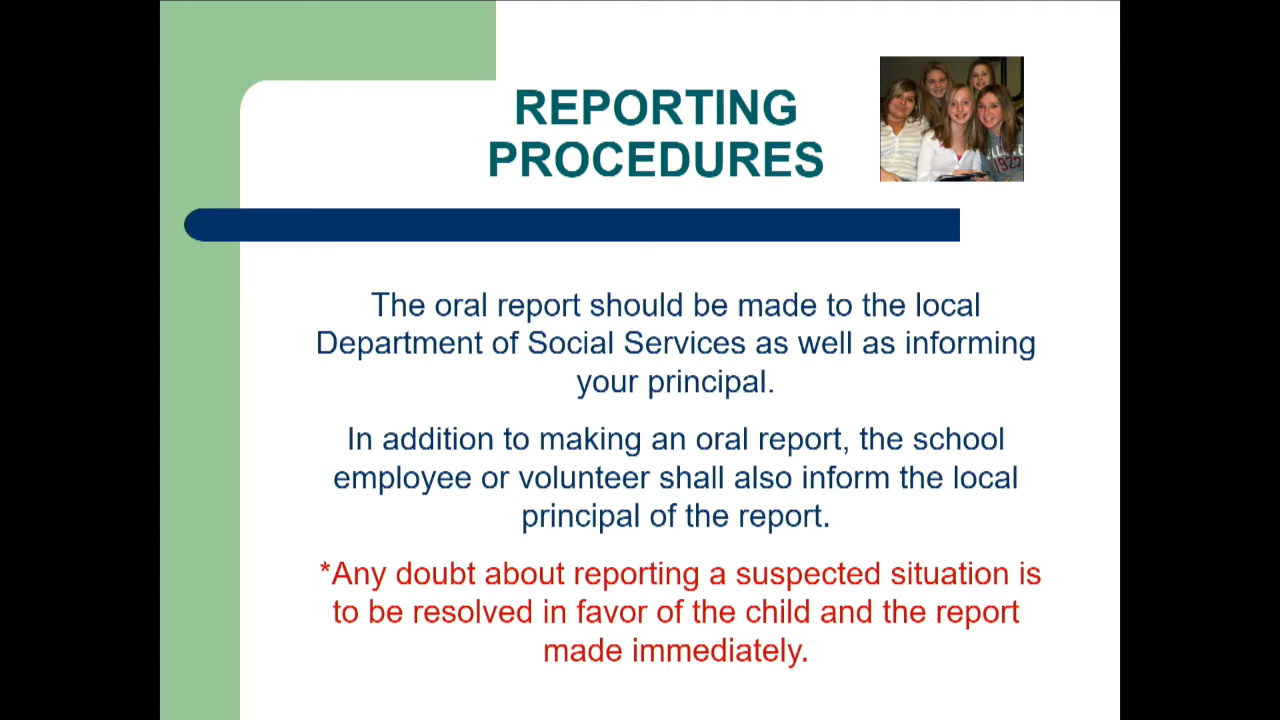 REPORTING
PROCEDURES
The oral report should be made to the local
Department of Social Services as well as informing
your principal.
In addition to making an oral report, the school
employee or volunteer shall also inform the local
principal of the report.
*Any doubt about reporting a suspected situation is
to be resolved in favor of the child and the report
made immediately.
1922